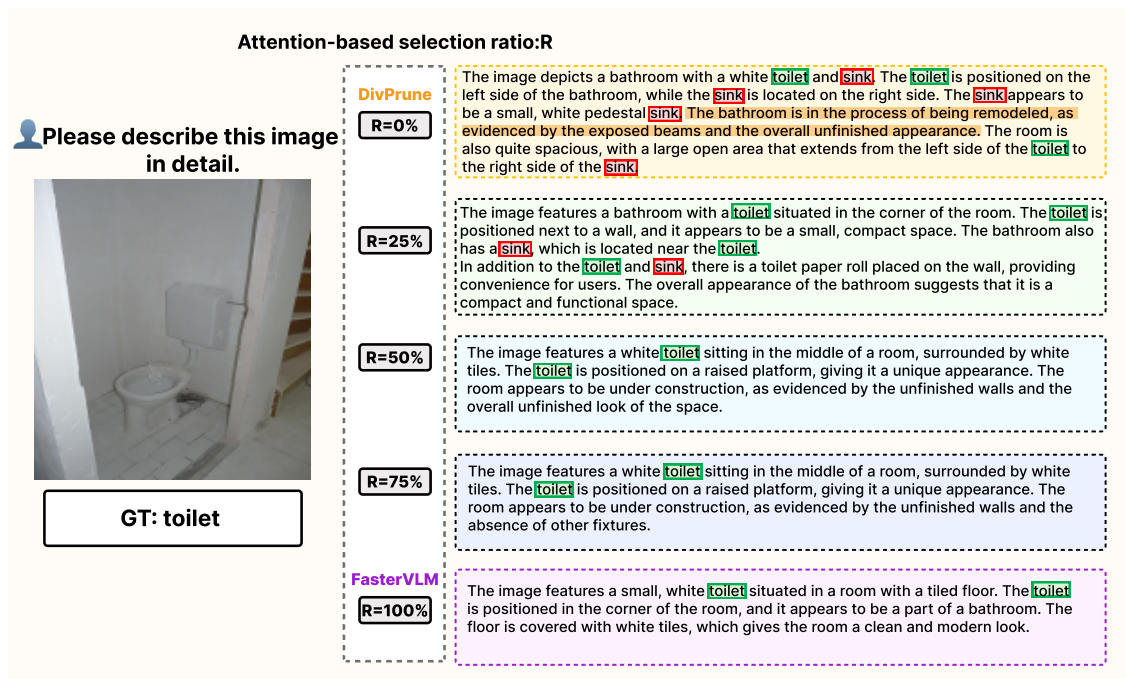 Attention-based selection ratio:R
Please describe this image
in detail.
GT: toilet
DivPrune
R=0%
The image depicts a bathroom with a white toilet and sink. The toilet is positioned on the
left side of the bathroom, while the sink is located on the right side. The sink appears to
be a small, white pedestal sink. The bathroom is in the process of being remodeled, as
evidenced by the exposed beams and the overall unfinished appearance. The room is
also quite spacious, with a large open area that extends from the left side of the toilet to
the right side of the sink.
R=25%
The image features a bathroom with a toilet situated in the corner of the room. The toilet is
positioned next to a wall, and it appears to be a small, compact space. The bathroom also
has a sink, which is located near the toilet.
In addition to the toilet and sink, there is a toilet paper roll placed on the wall, providing
convenience for users. The overall appearance of the bathroom suggests that it is a
compact and functional space.
R=50%
The image features a white toilet sitting in the middle of a room, surrounded by white
tiles. The toilet is positioned on a raised platform, giving it a unique appearance. The
room appears to be under construction, as evidenced by the unfinished walls and the
overall unfinished look of the space.
R=75%
The image features a white toilet sitting in the middle of a room, surrounded by white
tiles. The toilet is positioned on a raised platform, giving it a unique appearance. The
room appears to be under construction, as evidenced by the unfinished walls and the
absence of other fixtures.
FasterVLM
R=100%
The image features a small, white toilet situated in a room with a tiled floor. The toilet
is positioned in the corner of the room, and it appears to be a part of a bathroom. The
floor is covered with white tiles, which gives the room a clean and modern look.